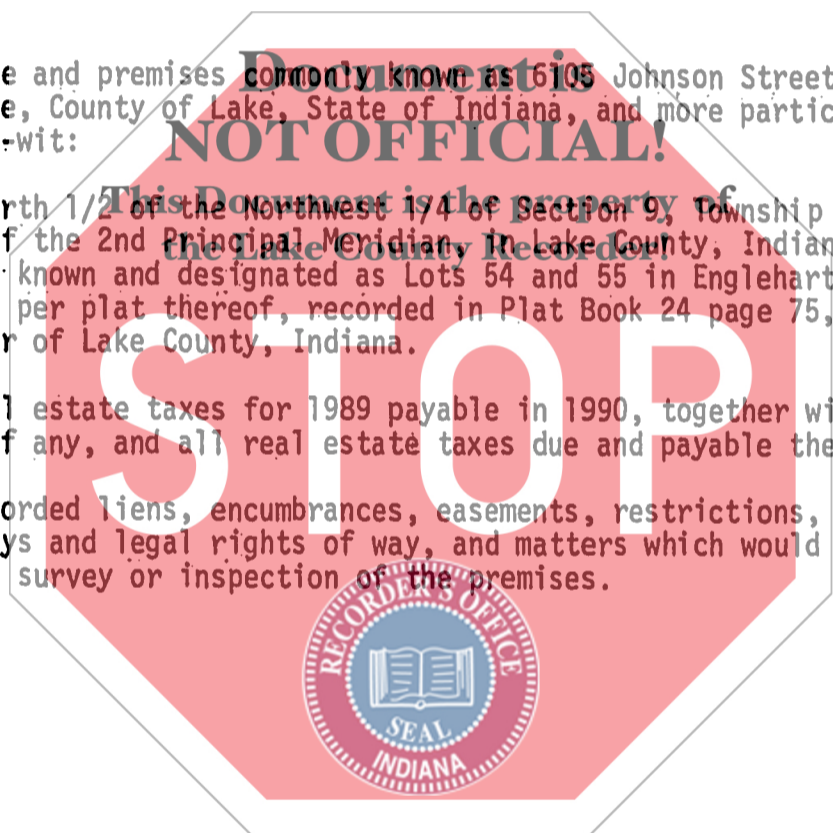 Document is
e and premises commonly known as 6105 Johnson Street
e, County of Lake, State of Indiana, and more partic
-wit:
NOT OFFICIAL!
This Document is the property of
rth 1/2 of the Northwest 1/4 of Section 9, Township
the Lake County Recorder!
f the 2nd Principal Meridian, in Lake County, Indian
known and designated as Lots 54 and 55 in Englehart
per plat thereof, recorded in Plat Book 24 page 75,
r of Lake County, Indiana.
STOP
l estate taxes for 1989 payable in 1990, together wi
f any, and all real estate taxes due and payable the
orded liens, encumbrances, easements, restrictions,
ys and legal rights of way, and matters which would
survey or inspection of the premises.
RECORDER'S OFFICE
SEAL
INDIANA